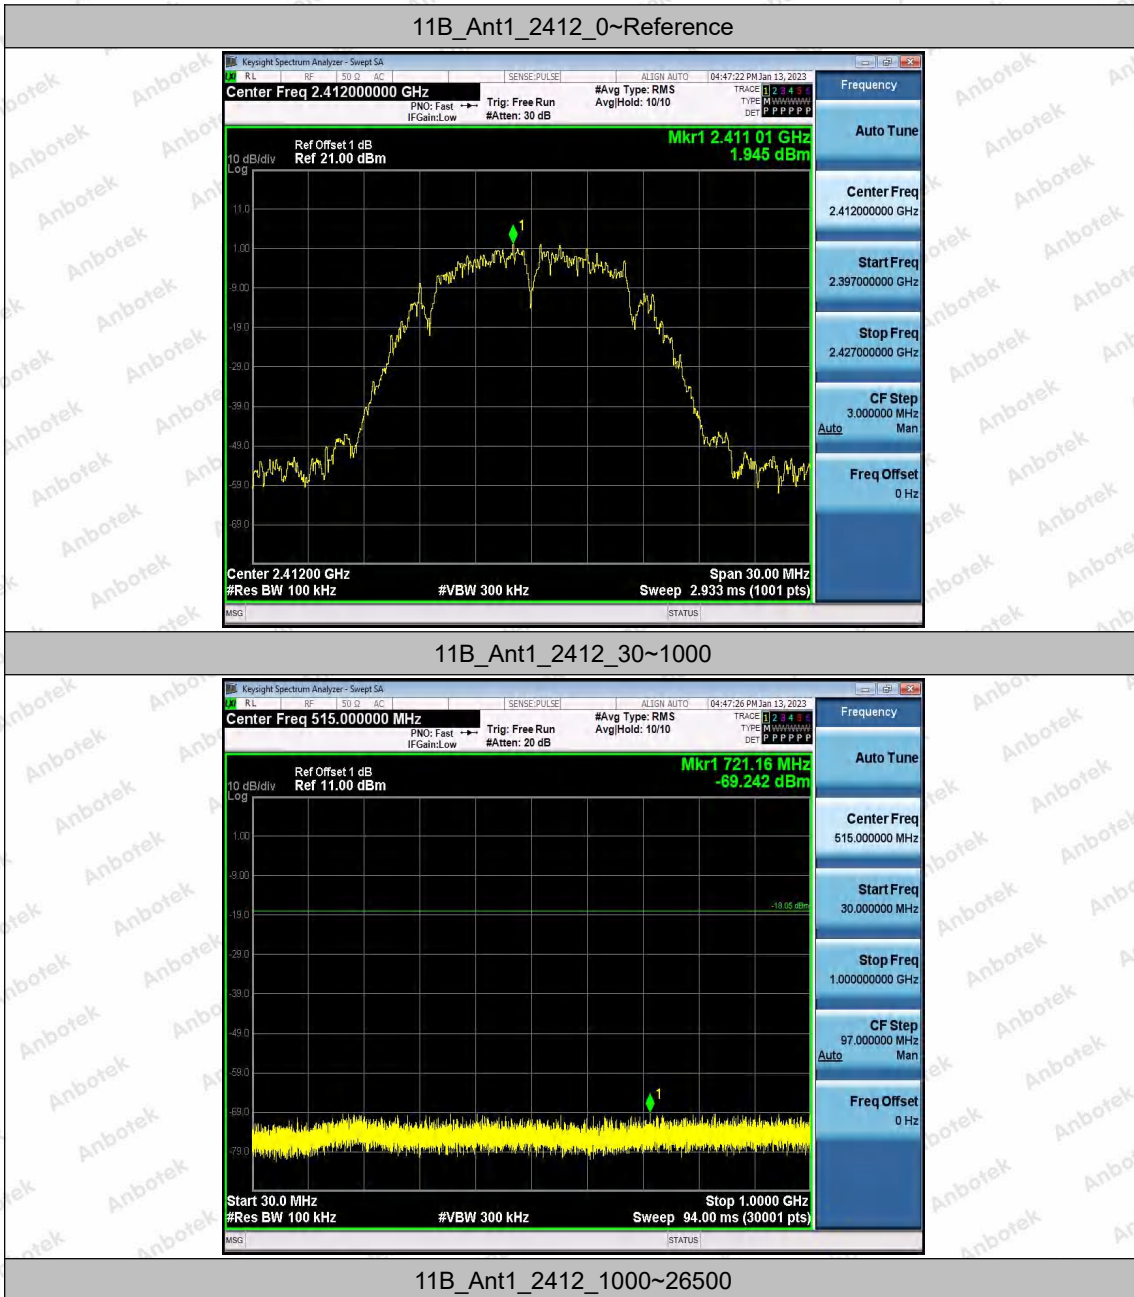 11B_Ant1_2412_0~Reference
Keysight Spectrum Analyzer - Swept SA
LXI RL RF 50 Ω AC SENSE:PULSE ALIGN AUTO 04:47:22 PM Jan 13, 2023
Center Freq 2.412000000 GHz
PNO: Fast
IFGain:Low
Trig: Free Run
#Atten: 30 dB
#Avg Type: RMS
Avg|Hold: 10/10
TRACE 1 2 3 4 5 6
TYPE M W W W W W
DET P P P P P P
Frequency
Auto Tune
Center Freq
2.412000000 GHz
Start Freq
2.397000000 GHz
Stop Freq
2.427000000 GHz
CF Step
3.000000 MHz
Auto Man
Freq Offset
0 Hz
Mkr1 2.411 01 GHz
1.945 dBm
Ref Offset 1 dB
10 dB/div Ref 21.00 dBm
Log
11.0
1.00
-9.00
-19.0
-29.0
-39.0
-49.0
-59.0
-69.0
1
Center 2.41200 GHz Span 30.00 MHz
#Res BW 100 kHz #VBW 300 kHz Sweep 2.933 ms (1001 pts)
MSG STATUS
11B_Ant1_2412_30~1000
Keysight Spectrum Analyzer - Swept SA
LXI RL RF 50 Ω AC SENSE:PULSE ALIGN AUTO 04:47:26 PM Jan 13, 2023
Center Freq 515.000000 MHz
PNO: Fast
IFGain:Low
Trig: Free Run
#Atten: 20 dB
#Avg Type: RMS
Avg|Hold: 10/10
TRACE 1 2 3 4 5 6
TYPE M W W W W W
DET P P P P P P
Frequency
Auto Tune
Center Freq
515.000000 MHz
Start Freq
30.000000 MHz
Stop Freq
1.000000000 GHz
CF Step
97.000000 MHz
Auto Man
Freq Offset
0 Hz
Mkr1 721.16 MHz
-69.242 dBm
Ref Offset 1 dB
10 dB/div Ref 11.00 dBm
Log
1.00
-9.00
-19.0
-29.0
-39.0
-49.0
-59.0
-69.0
-79.0
-18.05 dBm
1
Start 30.0 MHz Stop 1.0000 GHz
#Res BW 100 kHz #VBW 300 kHz Sweep 94.00 ms (30001 pts)
MSG STATUS
11B_Ant1_2412_1000~26500
Anbotek